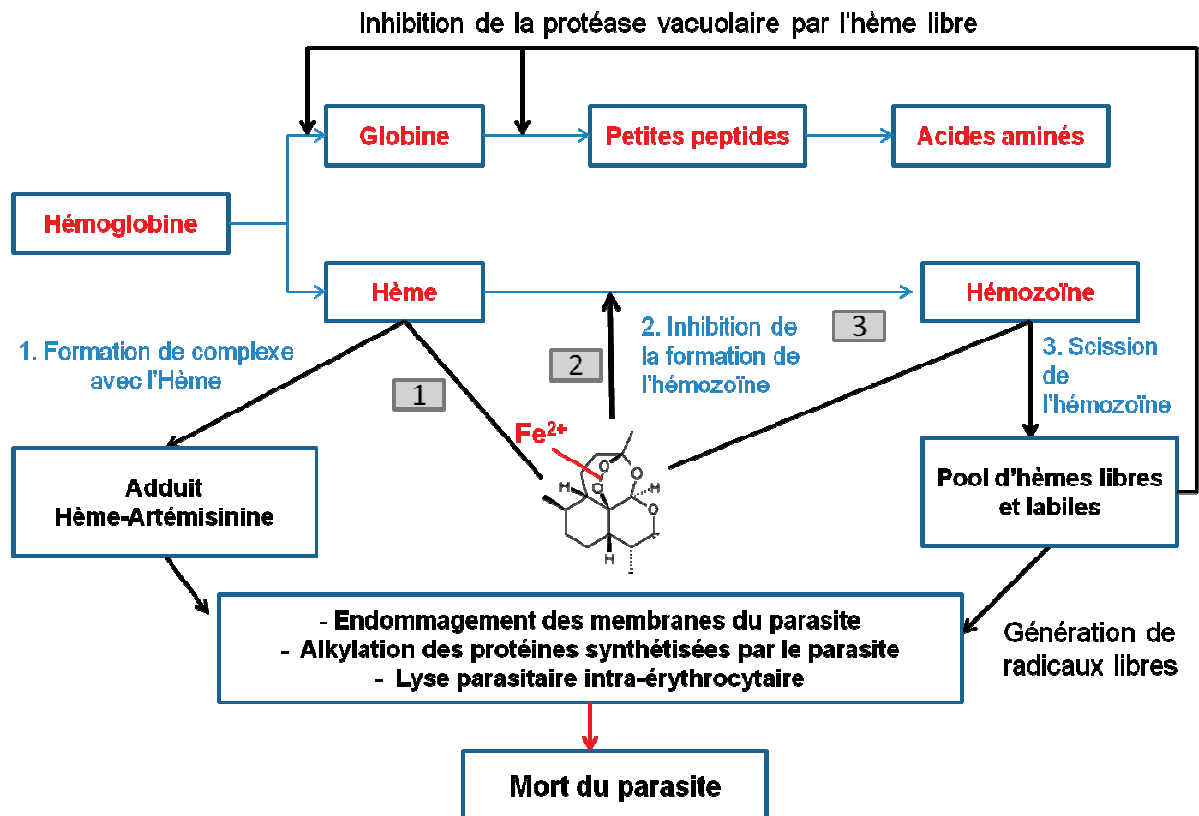 Inhibition de la protéase vacuolaire par l'hème libre
Globine
Petites peptides
Acides aminés
Hémoglobine
Hème
Hémozoïne
1. Formation de complexe
avec l'Hème
1
2
2. Inhibition de
la formation de
l'hémozoïne
3
3. Scission
de
l'hémozoïne
Fe2+
O
O
O
O
H
H
H
Adduit
Hème-Artémisinine
Pool d'hèmes libres
et labiles
- Endommagement des membranes du parasite
- Alkylation des protéines synthétisées par le parasite
- Lyse parasitaire intra-érythrocytaire
Génération de
radicaux libres
Mort du parasite